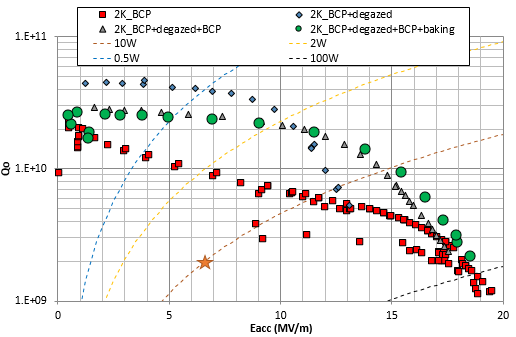 2K_BCP 2K_BCP+degazed
2K_BCP+degazed+BCP 2K_BCP+degazed+BCP+baking
10W 2W
0.5W 100W
1.E+11
1.E+10
1.E+09
Qo
0 5 10 15 20
Eacc (MV/m)